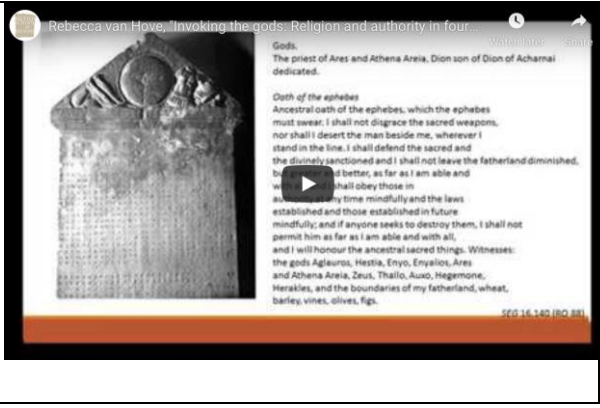 Rebecca van Hove, "Invoking the gods: Religion and authority in four...
Watch later
Share
Gods.
The priest of Ares and Athena Areia, Dion son of Dion of Acharnai
dedicated.
Oath of the ephebes
Ancestral oath of the ephebes, which the ephebes
must swear. I shall not disgrace the sacred weapons,
nor shall I desert the man beside me, wherever I
stand in the line. I shall defend the sacred and
the divinely sanctioned and I shall not leave the fatherland diminished,
but greater and better, as far as I am able and
with shall obey those in
any time mindfully and the laws
established and those established in future
mindfully; and if anyone seeks to destroy them, I shall not
permit him as far as I am able and with all,
and I will honour the ancestral sacred things. Witnesses:
the gods Aglauros, Hestia, Enyo, Enyalios, Ares
and Athena Areia, Zeus, Thallo, Auxo, Hegemone,
Herakles, and the boundaries of my fatherland, wheat,
barley, vines, olives, figs.
SEG 16.140 (RO 88)